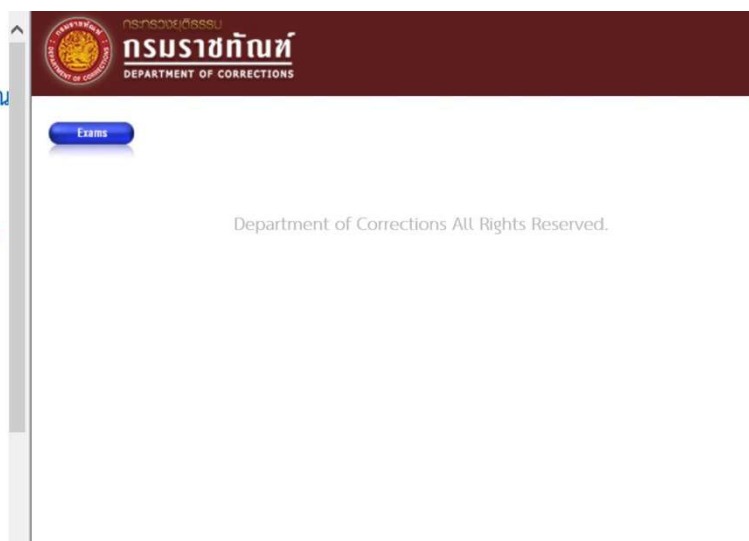 กระทรวงยุติธรรม
กรมราชทัณฑ์
DEPARTMENT OF CORRECTIONS
Exams
Department of Corrections All Rights Reserved.